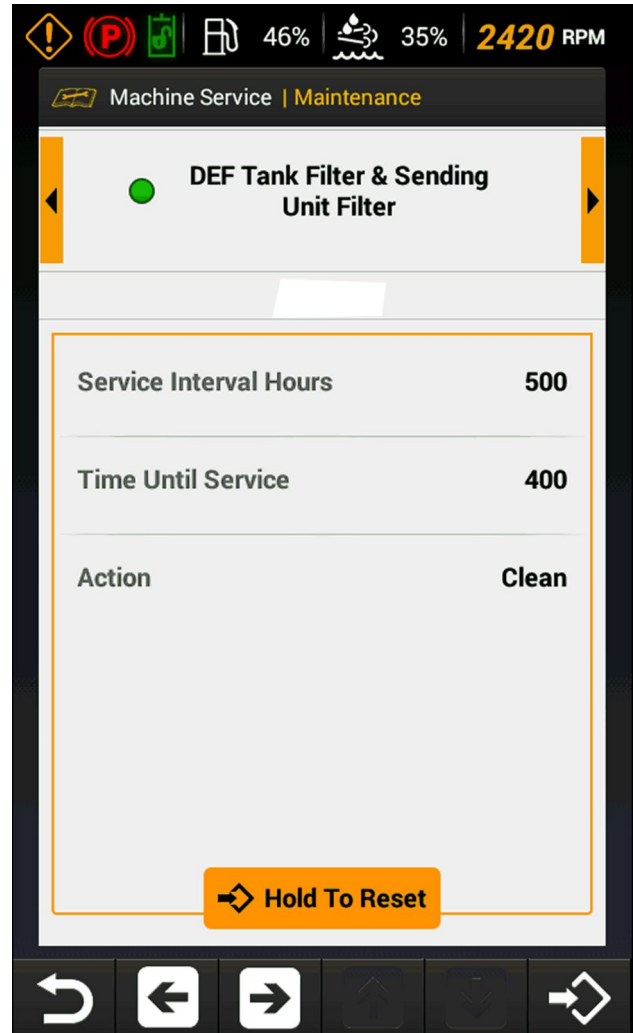 P 46% 35% 2420 RPM
Machine Service | Maintenance
DEF Tank Filter & Sending
Unit Filter
Service Interval Hours 500
Time Until Service 400
Action Clean
Hold To Reset